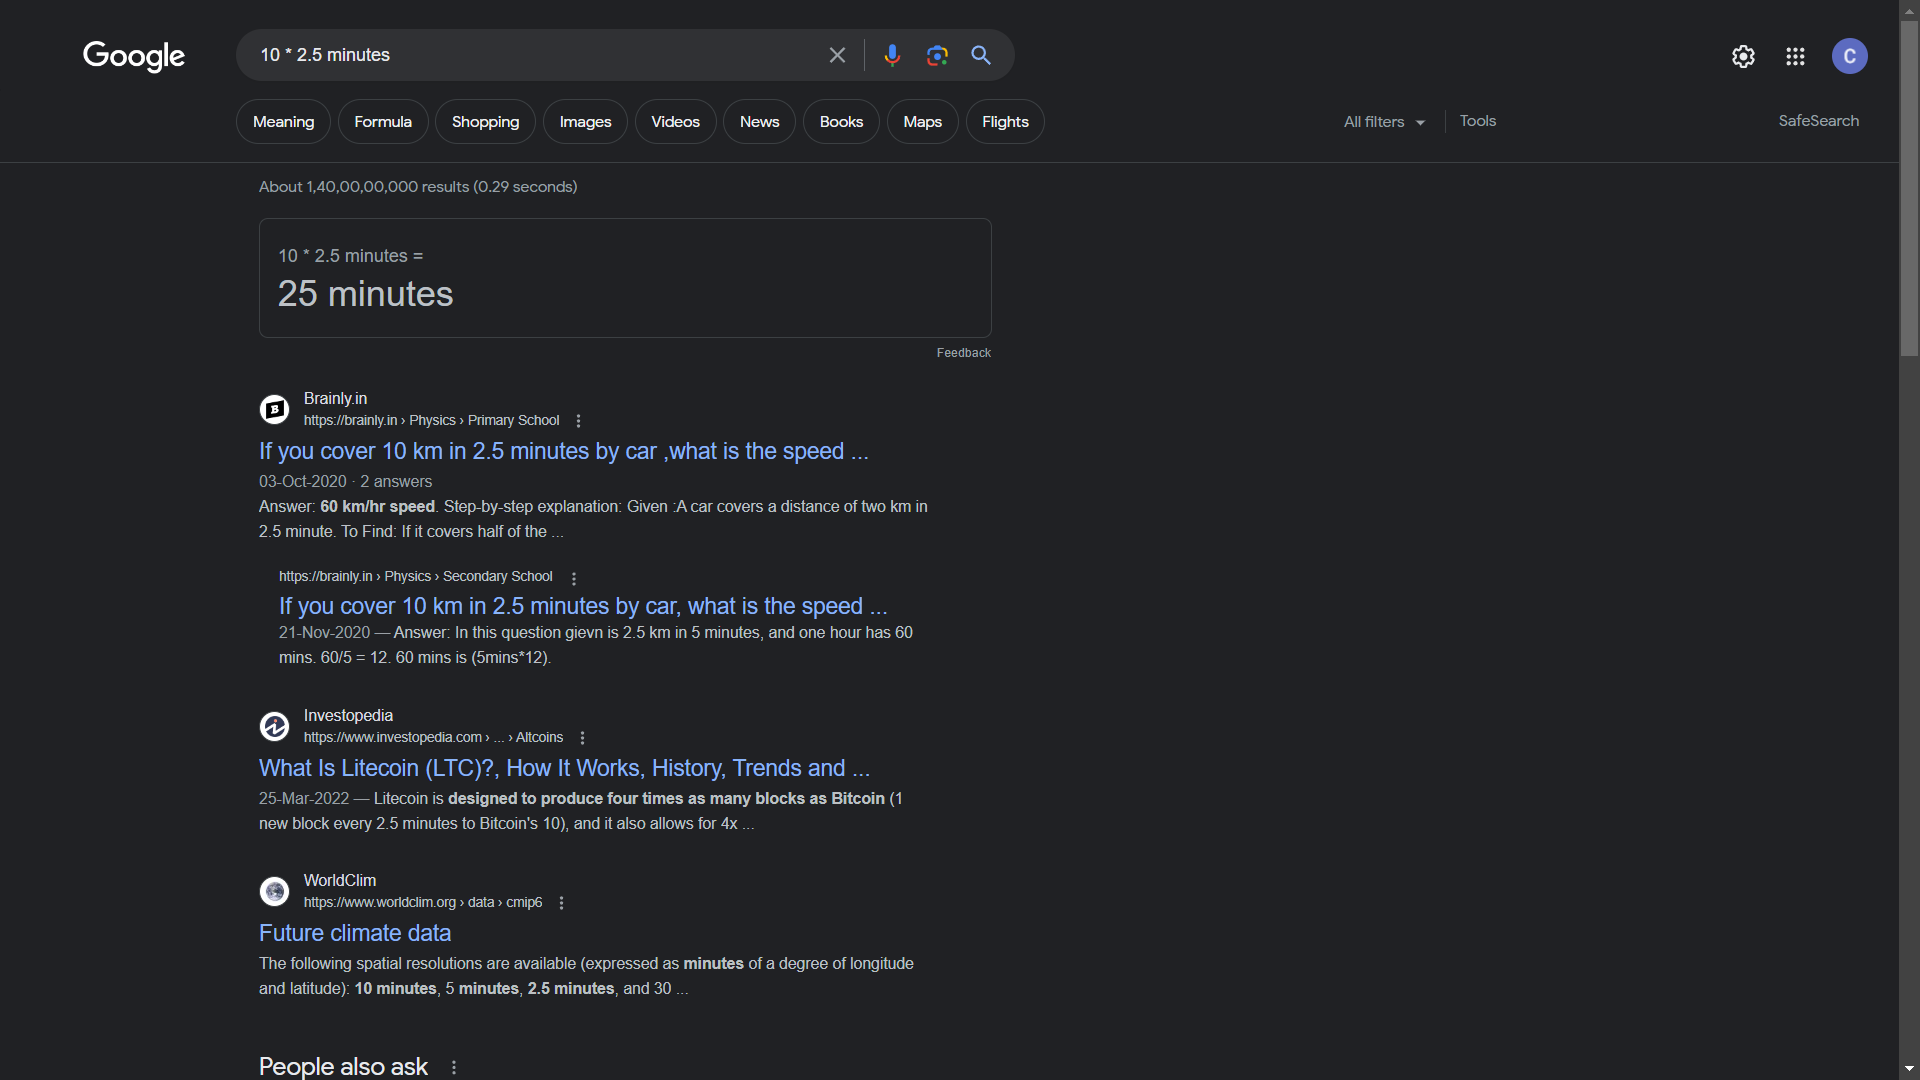 Google
10 * 2.5 minutes
C
Meaning
Formula
Shopping
Images
Videos
News
Books
Maps
Flights
All filters
Tools
SafeSearch
About 1,40,00,00,000 results (0.29 seconds)
10 * 2.5 minutes =
25 minutes
Feedback
Brainly.in
https://brainly.in › Physics › Primary School
If you cover 10 km in 2.5 minutes by car ,what is the speed ...
03-Oct-2020 · 2 answers
Answer: 60 km/hr speed. Step-by-step explanation: Given :A car covers a distance of two km in
2.5 minute. To Find: If it covers half of the ...
https://brainly.in › Physics › Secondary School
If you cover 10 km in 2.5 minutes by car, what is the speed ...
21-Nov-2020 — Answer: In this question gievn is 2.5 km in 5 minutes, and one hour has 60
mins. 60/5 = 12. 60 mins is (5mins*12).
Investopedia
https://www.investopedia.com › ... › Altcoins
What Is Litecoin (LTC)?, How It Works, History, Trends and ...
25-Mar-2022 — Litecoin is designed to produce four times as many blocks as Bitcoin (1
new block every 2.5 minutes to Bitcoin's 10), and it also allows for 4x ...
WorldClim
https://www.worldclim.org › data › cmip6
Future climate data
The following spatial resolutions are available (expressed as minutes of a degree of longitude
and latitude): 10 minutes, 5 minutes, 2.5 minutes, and 30 ...
People also ask